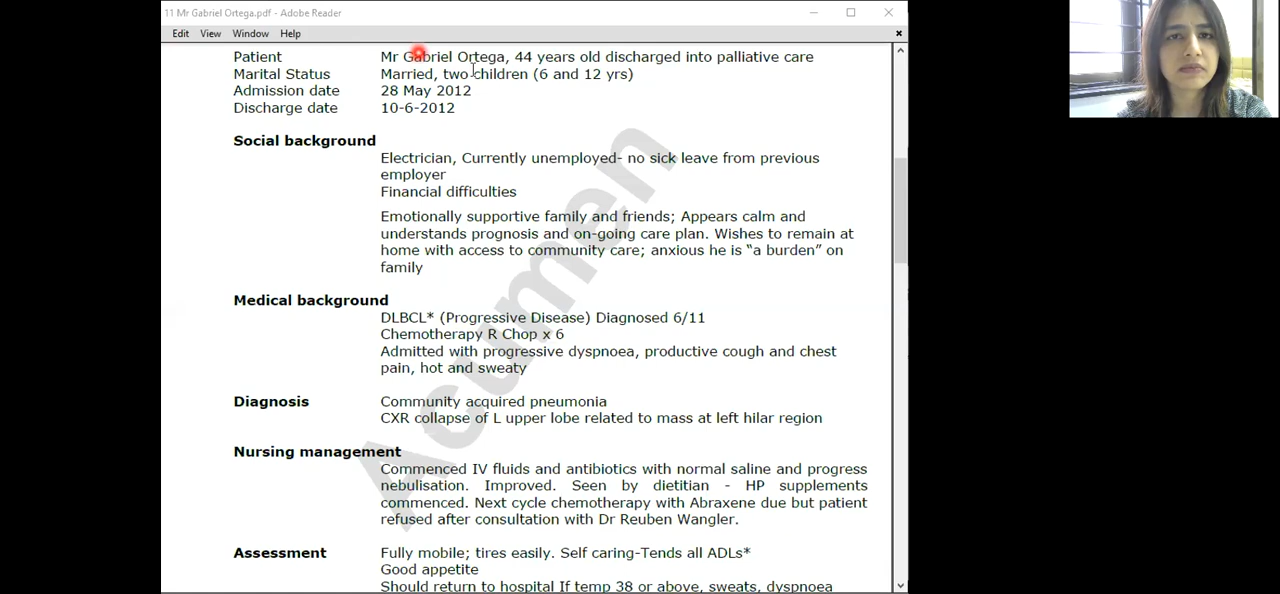 11 Mr Gabriel Ortega.pdf - Adobe Reader
Edit View Window Help
Patient Mr Gabriel Ortega, 44 years old discharged into palliative care
Marital Status Married, two children (6 and 12 yrs)
Admission date 28 May 2012
Discharge date 10-6-2012
Social background
Electrician, Currently unemployed- no sick leave from previous
employer
Financial difficulties
Emotionally supportive family and friends; Appears calm and
understands prognosis and on-going care plan. Wishes to remain at
home with access to community care; anxious he is “a burden” on
family
Medical background
DLBCL* (Progressive Disease) Diagnosed 6/11
Chemotherapy R Chop x 6
Admitted with progressive dyspnoea, productive cough and chest
pain, hot and sweaty
Diagnosis Community acquired pneumonia
CXR collapse of L upper lobe related to mass at left hilar region
Nursing management
Commenced IV fluids and antibiotics with normal saline and progress
nebulisation. Improved. Seen by dietitian - HP supplements
commenced. Next cycle chemotherapy with Abraxene due but patient
refused after consultation with Dr Reuben Wangler.
Assessment Fully mobile; tires easily. Self caring-Tends all ADLs*
Good appetite
Should return to hospital If temp 38 or above, sweats, dyspnoea
Acumen